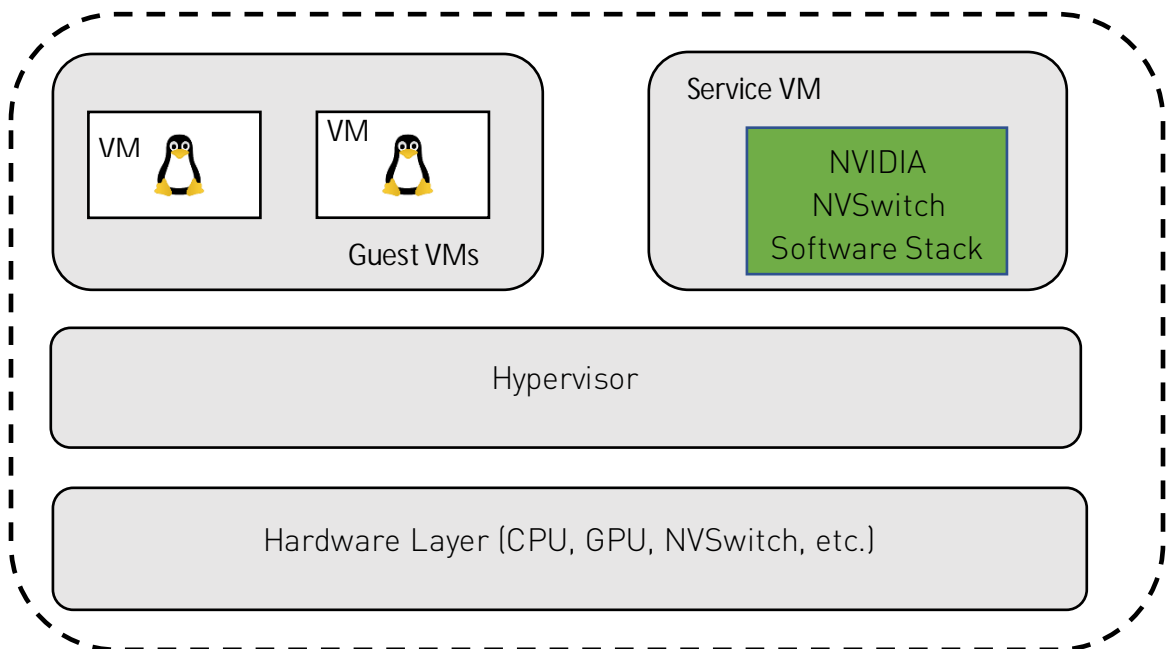 VM
VM
Guest VMs
Service VM
NVIDIA
NVSwitch
Software Stack
Hypervisor
Hardware Layer (CPU, GPU, NVSwitch, etc.)